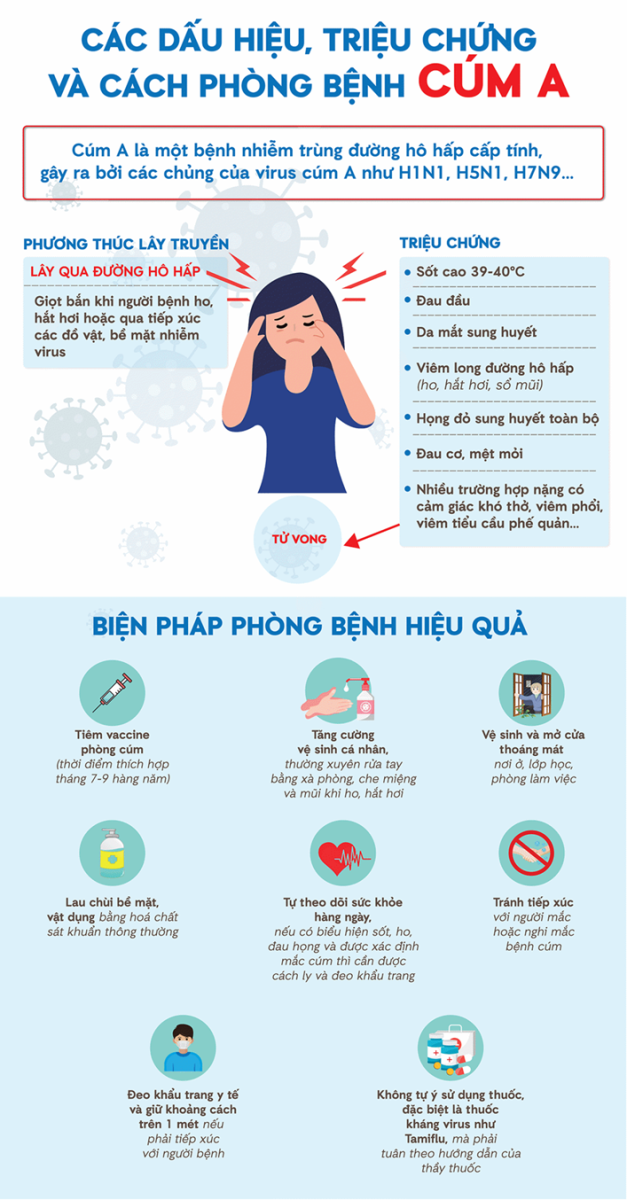 CÁC DẤU HIỆU, TRIỆU CHỨNG
VÀ CÁCH PHÒNG BỆNH CÚM A
Cúm A là một bệnh nhiễm trùng đường hô hấp cấp tính,
gây ra bởi các chủng của virus cúm A như H1N1, H5N1, H7N9...
PHƯƠNG THỨC LÂY TRUYỀN
LÂY QUA ĐƯỜNG HÔ HẤP
Giọt bắn khi người bệnh ho,
hắt hơi hoặc qua tiếp xúc
các đồ vật, bề mặt nhiễm
virus
TRIỆU CHỨNG
• Sốt cao 39-40°C
• Đau đầu
• Da mắt sung huyết
• Viêm long đường hô hấp
(ho, hắt hơi, sổ mũi)
• Họng đỏ sung huyết toàn bộ
• Đau cơ, mệt mỏi
• Nhiều trường hợp nặng có
cảm giác khó thở, viêm phổi,
viêm tiểu cầu phế quản...
TỬ VONG
BIỆN PHÁP PHÒNG BỆNH HIỆU QUẢ
Tiêm vaccine
phòng cúm
(thời điểm thích hợp
tháng 7-9 hàng năm)
Tăng cường
vệ sinh cá nhân,
thường xuyên rửa tay
bằng xà phòng, che miệng
và mũi khi ho, hắt hơi
Vệ sinh và mở cửa
thoáng mát
nơi ở, lớp học,
phòng làm việc
Lau chùi bề mặt,
vật dụng bằng hoá chất
sát khuẩn thông thường
Tự theo dõi sức khỏe
hàng ngày,
nếu có biểu hiện sốt, ho,
đau họng và được xác định
mắc cúm thì cần được
cách ly và đeo khẩu trang
Tránh tiếp xúc
với người mắc
hoặc nghi mắc
bệnh cúm
Đeo khẩu trang y tế
và giữ khoảng cách
trên 1 mét nếu
phải tiếp xúc
với người bệnh
Không tự ý sử dụng thuốc,
đặc biệt là thuốc
kháng virus như
Tamiflu, mà phải
tuân theo hướng dẫn của
thầy thuốc